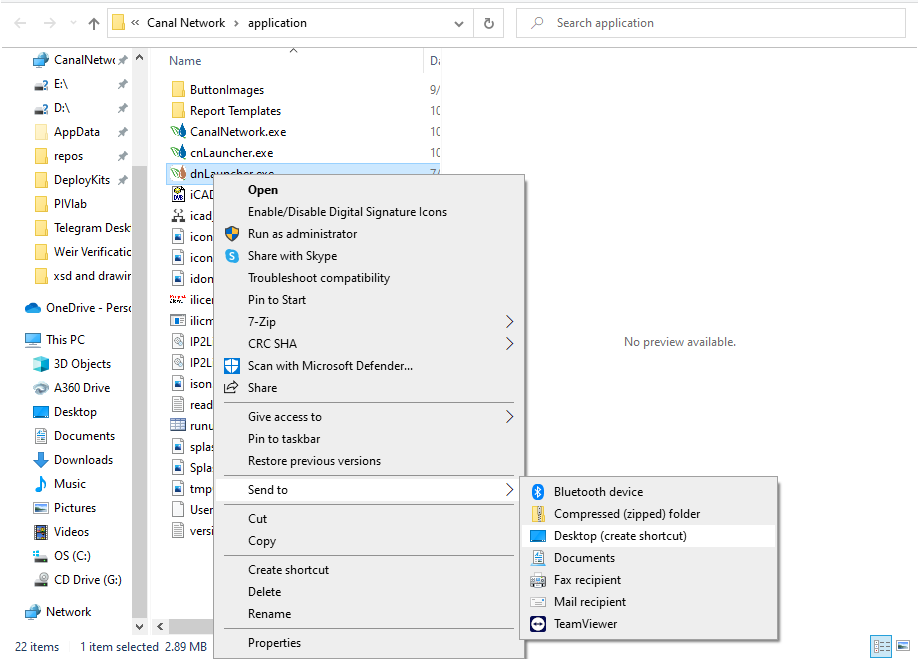 « Canal Network > application
Search application
CanalNetwo
E:\
D:\
AppData
repos
DeployKits
PIVlab
Telegram Desk
Weir Verificatio
xsd and drawin
OneDrive - Perso
This PC
3D Objects
A360 Drive
Desktop
Documents
Downloads
Music
Pictures
Videos
OS (C:)
CD Drive (G:)
Network
Name
Da
ButtonImages 9/
Report Templates 10
CanalNetwork.exe 10
cnLauncher.exe 10
dnLauncher.exe 7/
iCAD
icad_
icon
icon
idon
ilicen
ilicm
IP2L
IP2L
ison
read
runu
splas
Splas
tmp
User
versi
Open
Enable/Disable Digital Signature Icons
Run as administrator
Share with Skype
Troubleshoot compatibility
Pin to Start
7-Zip
CRC SHA
Scan with Microsoft Defender...
Share
Give access to
Pin to taskbar
Restore previous versions
Send to
Cut
Copy
Create shortcut
Delete
Rename
Properties
Bluetooth device
Compressed (zipped) folder
Desktop (create shortcut)
Documents
Fax recipient
Mail recipient
TeamViewer
No preview available.
22 items 1 item selected 2.89 MB